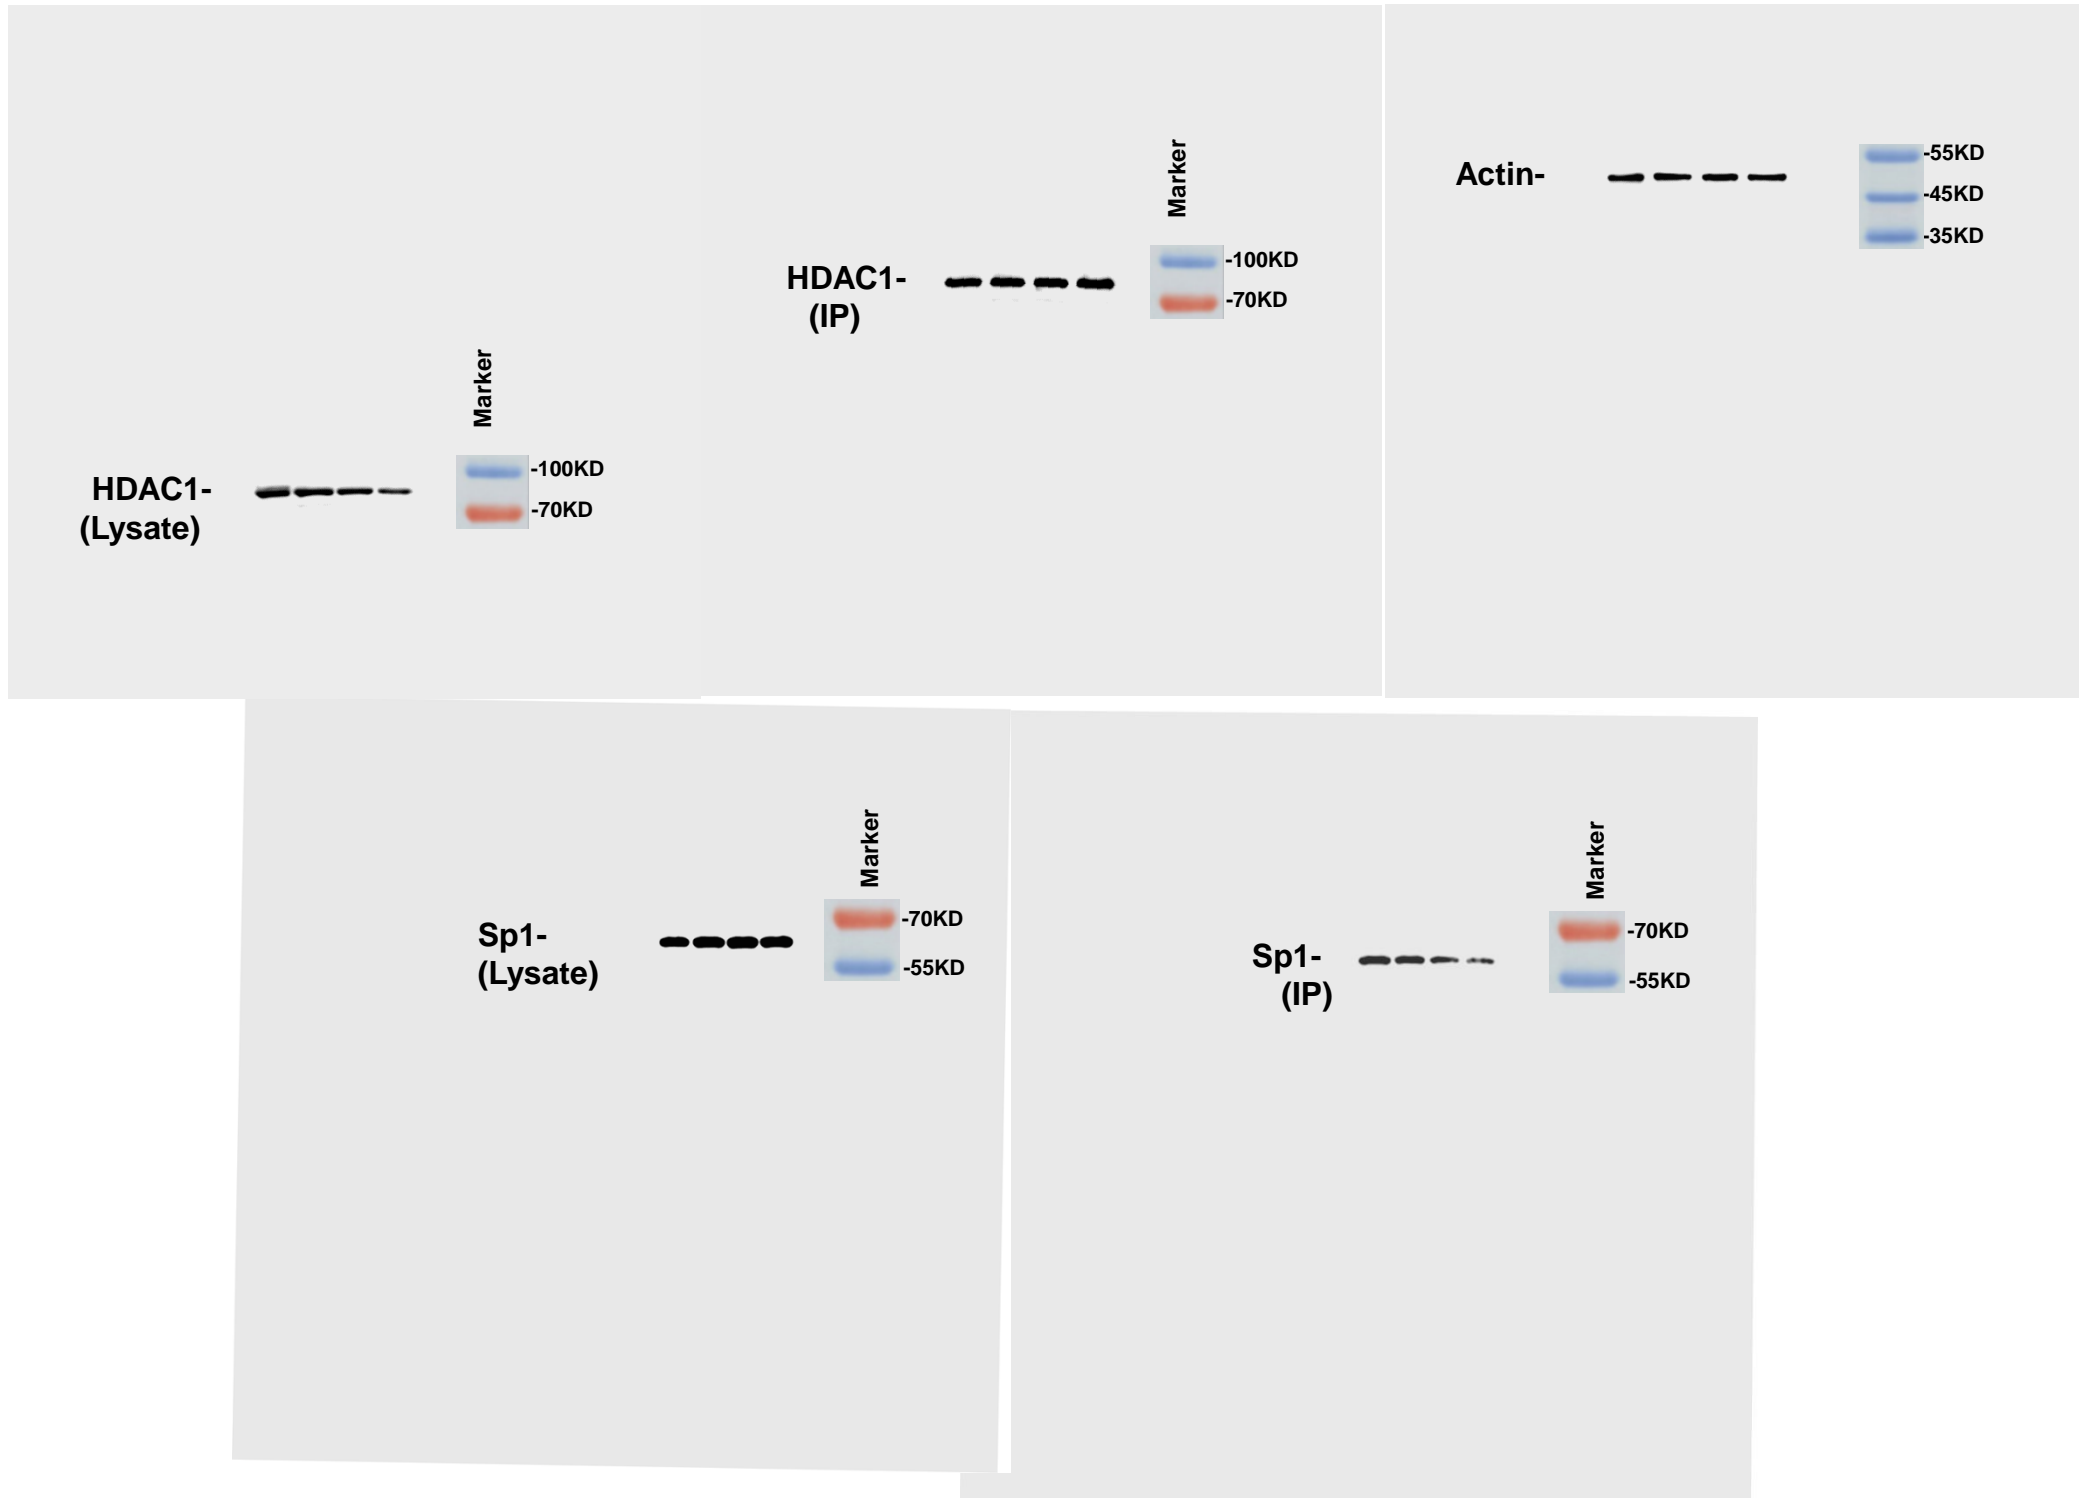 Marker
-100KD
HDAC1-
-70KD
(Lysate)
Marker
-100KD
HDAC1-
-70KD
(IP)
-55KD
Actin-
-45KD
-35KD
Marker
-70KD
Sp1-
-55KD
(Lysate)
Marker
-70KD
Sp1-
-55KD
(IP)